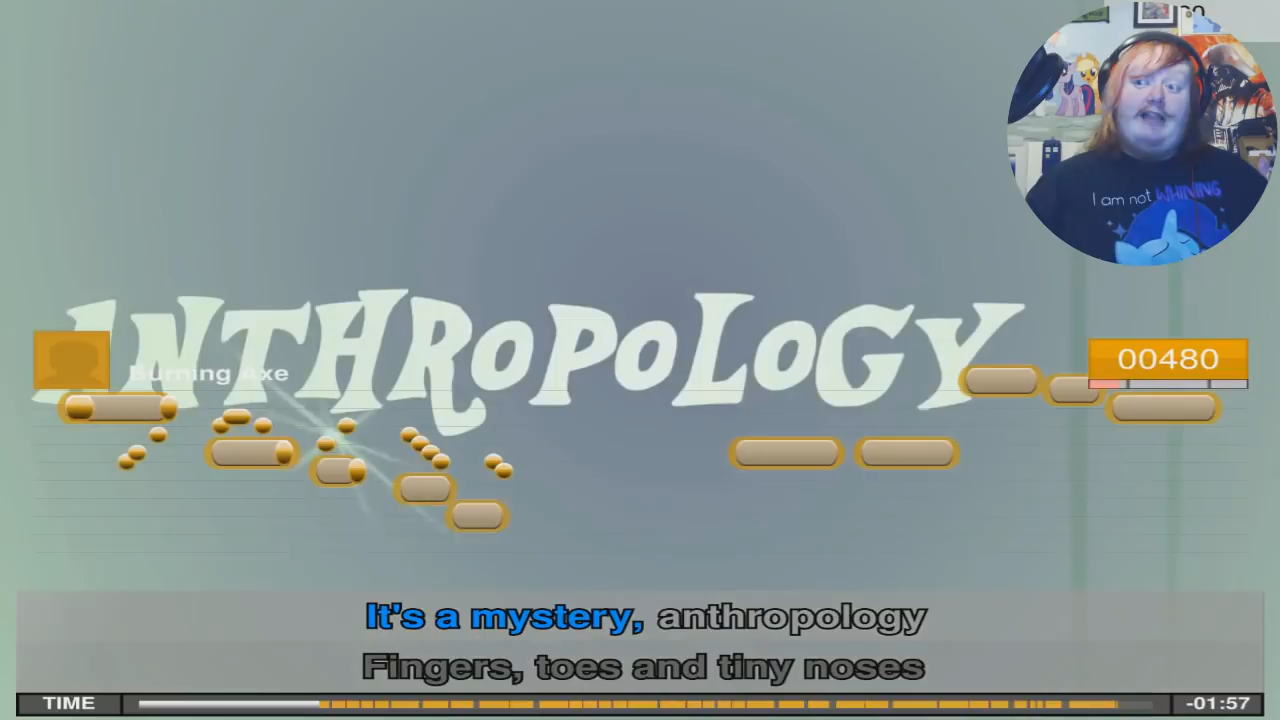 I am not WHINING
ANTHROPOLOGY
00480
Burning Axe
It's a mystery, anthropology
Fingers, toes and tiny noses
TIME
-01:57